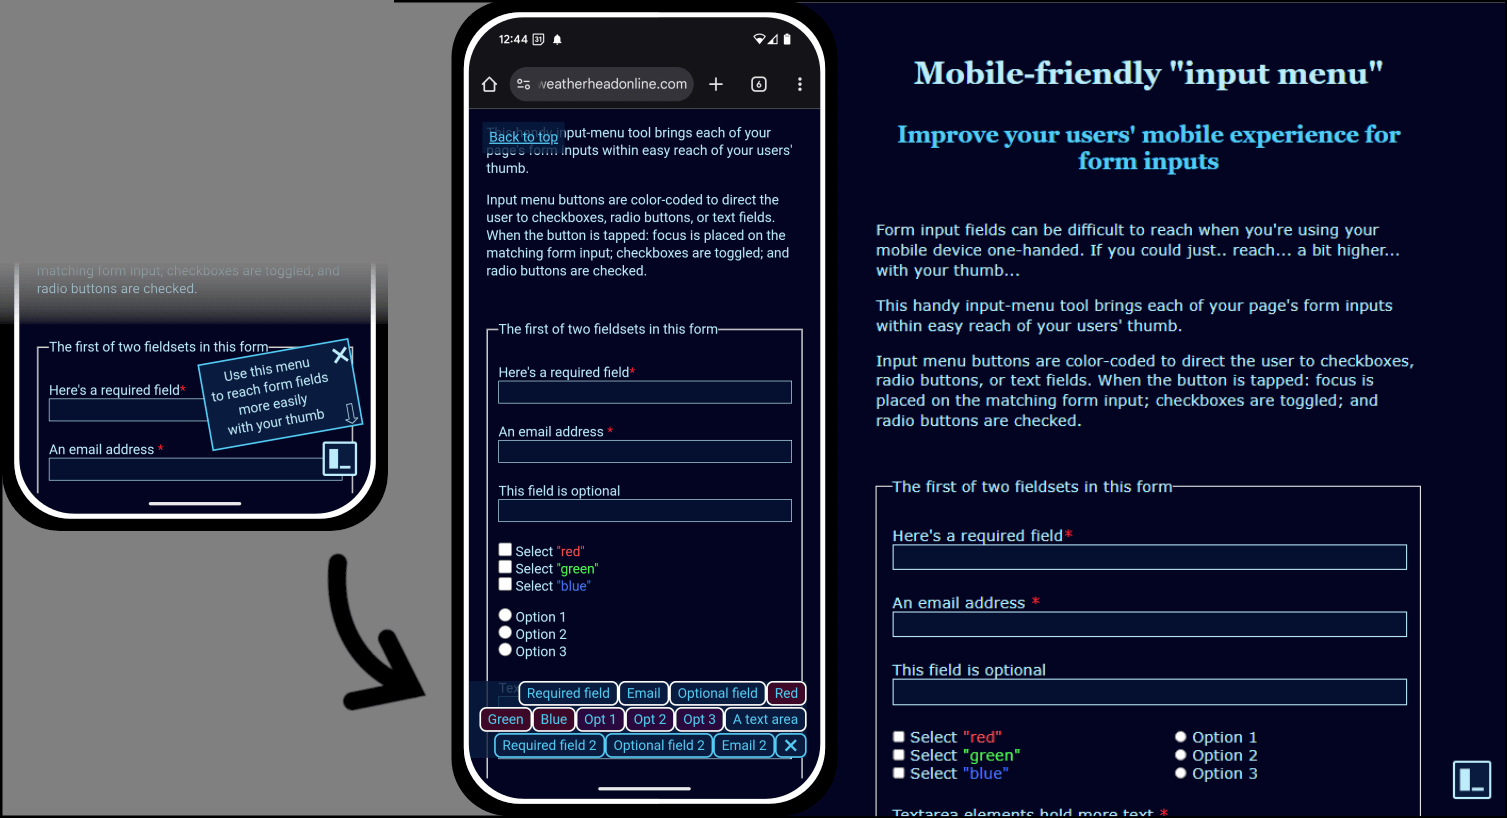 matching form input; checkboxes are toggled; and
radio buttons are checked.
The first of two fieldsets in this form
Here's a required field*
An email address *
Use this menu
to reach form fields
more easily
with your thumb
12:44 31
weatherheadonline.com
6
Back to top
This handy input-menu tool brings each of your
page's form inputs within easy reach of your users'
thumb.
Input menu buttons are color-coded to direct the
user to checkboxes, radio buttons, or text fields.
When the button is tapped: focus is placed on the
matching form input; checkboxes are toggled; and
radio buttons are checked.
The first of two fieldsets in this form
Here's a required field*
An email address *
This field is optional
Select "red"
Select "green"
Select "blue"
Option 1
Option 2
Option 3
Required field Email Optional field Red
Green Blue Opt 1 Opt 2 Opt 3 A text area
Required field 2 Optional field 2 Email 2
Mobile-friendly "input menu"
Improve your users' mobile experience for
form inputs
Form input fields can be difficult to reach when you're using your
mobile device one-handed. If you could just.. reach... a bit higher...
with your thumb...
This handy input-menu tool brings each of your page's form inputs
within easy reach of your users' thumb.
Input menu buttons are color-coded to direct the user to checkboxes,
radio buttons, or text fields. When the button is tapped: focus is
placed on the matching form input; checkboxes are toggled; and
radio buttons are checked.
The first of two fieldsets in this form
Here's a required field*
An email address *
This field is optional
Select "red" Option 1
Select "green" Option 2
Select "blue" Option 3
Textarea elements hold more text *